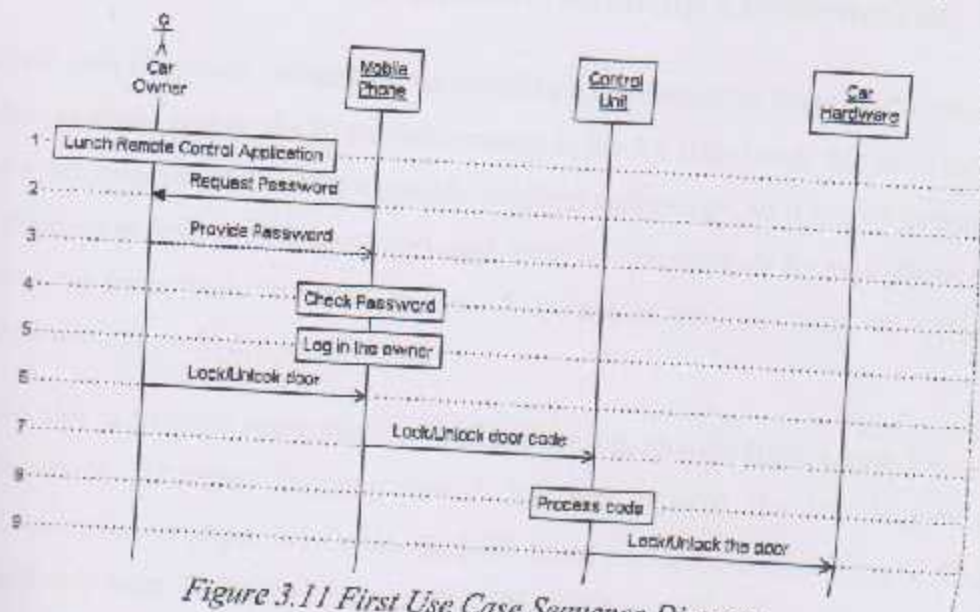 Car
Owner
Mobile
Phone
Control
Unit
Car
Hardware
1
Lunch Remote Control Application
2
Request Password
3
Provide Password
4
Check Password
5
Log in the owner
6
Lock/Unlock door
7
Lock/Unlock door code
8
Process code
9
Lock/Unlock the door
Figure 3.11 First Use Case Sequence